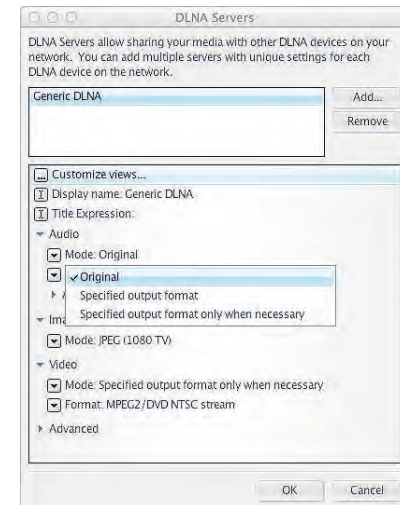 DLNA Servers
DLNA Servers allow sharing your media with other DLNA devices on your
network. You can add multiple servers with unique settings for each
DLNA device on the network.
Generic DLNA
Add...
Remove
Customize views...
Display name: Generic DLNA
Title Expression:
Audio
Mode: Original
Original
Specified output format
Specified output format only when necessary
Mode: JPEG (1080 TV)
Video
Mode: Specified output format only when necessary
Format: MPEG2/DVD NTSC stream
Advanced
OK
Cancel